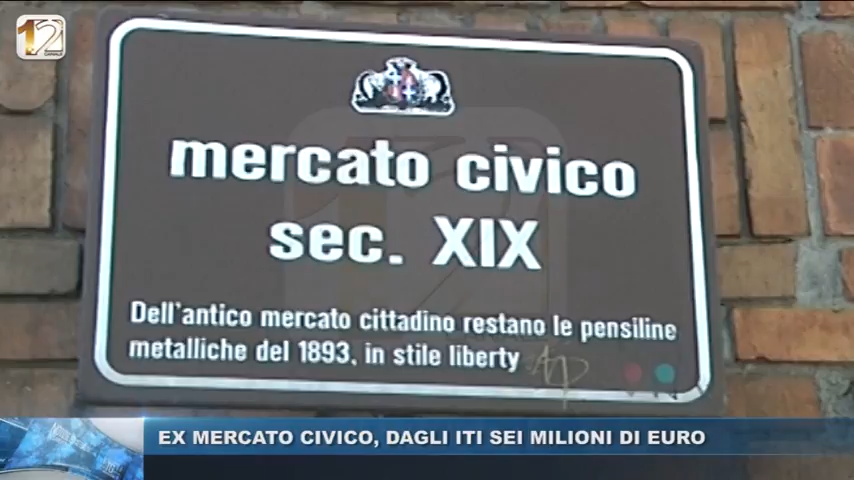 12
mercato civico
sec. XIX
Dell'antico mercato cittadino restano le pensiline
metalliche del 1893, in stile liberty
EX MERCATO CIVICO, DAGLI ITI SEI MILIONI DI EURO